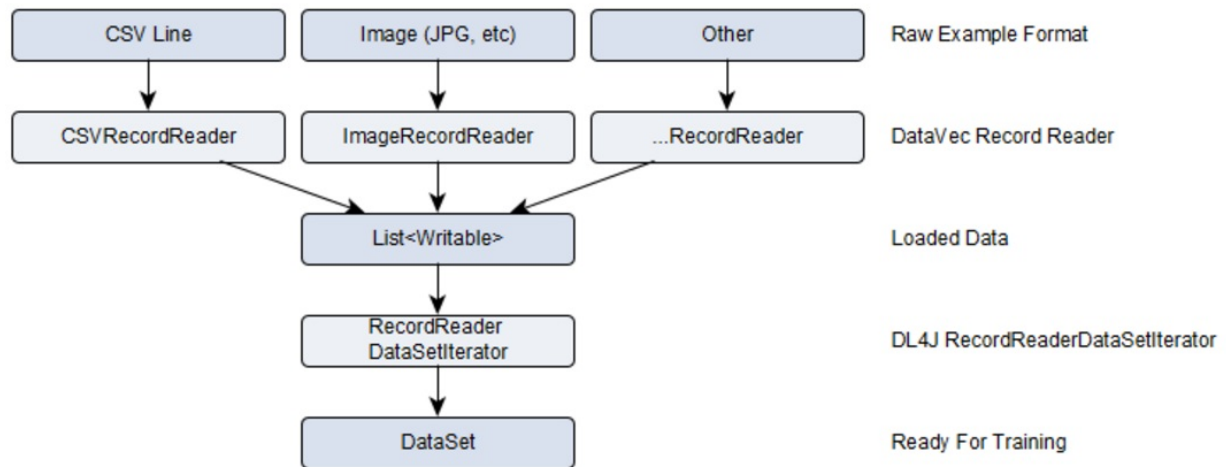 CSV Line
Image (JPG, etc)
Other
Raw Example Format
CSVRecordReader
ImageRecordReader
...RecordReader
DataVec Record Reader
List<Writable>
Loaded Data
RecordReader
DataSetIterator
DL4J RecordReaderDataSetIterator
DataSet
Ready For Training